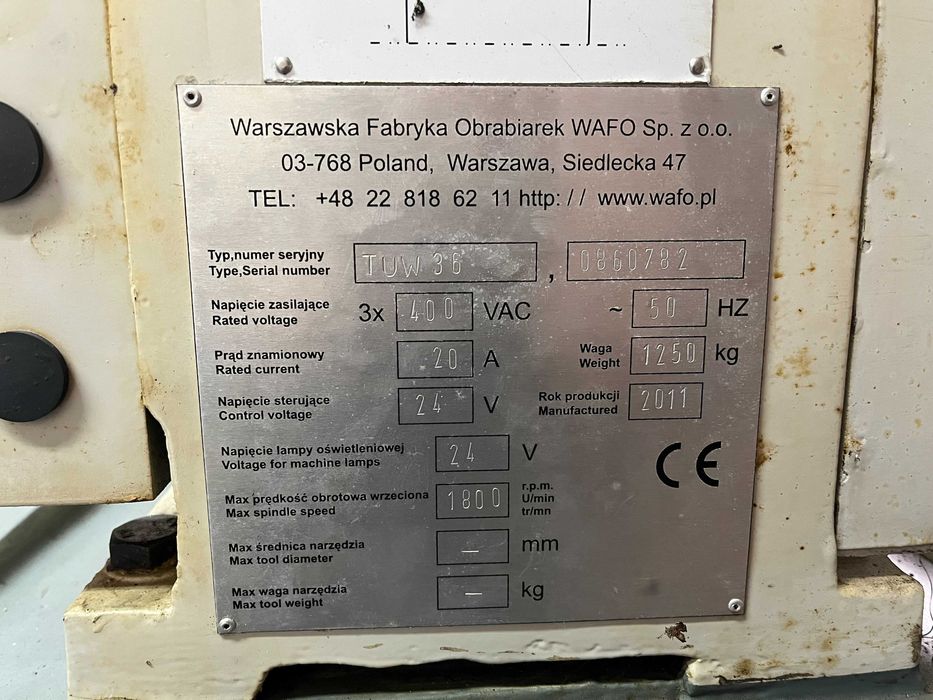 Warszawska Fabryka Obrabiarek WAFO Sp. z o.o.
03-768 Poland, Warszawa, Siedlecka 47
TEL: +48 22 818 62 11 http: / / www.wafo.pl
Typ,numer seryjny
Type,Serial number
TUW 36 , 0860782
Napięcie zasilające
Rated voltage
3x 400 VAC ~ 50 HZ
Prąd znamionowy
Rated current
20 A
Waga
Weight
1250 kg
Napięcie sterujące
Control voltage
24 V
Rok produkcji
Manufactured
2011
Napięcie lampy oświetleniowej
Voltage for machine lamps
24 V
CE
Max prędkość obrotowa wrzeciona
Max spindle speed
1800
r.p.m.
U/min
tr/mn
Max średnica narzędzia
Max tool diameter
– mm
Max waga narzędzia
Max tool weight
– kg